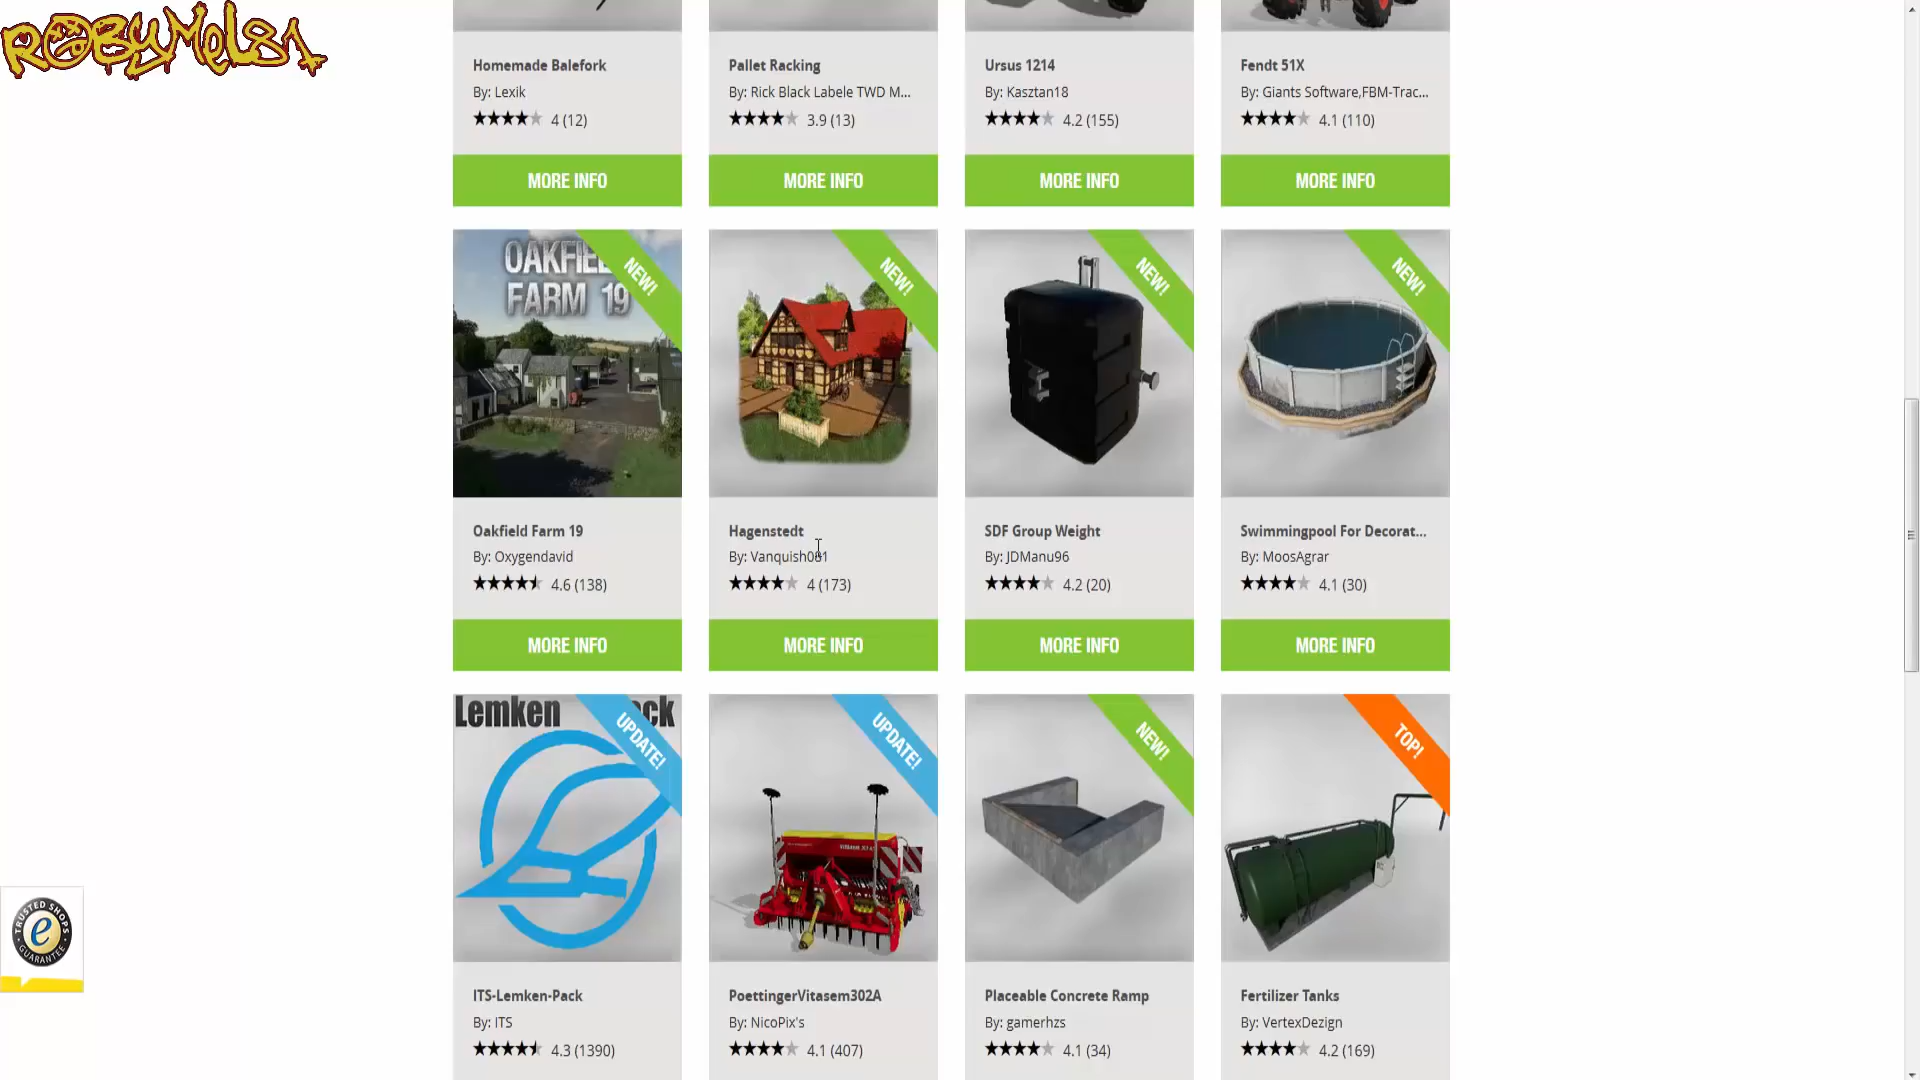 ROByMel81
Homemade Balefork
By: Lexik
4 (12)
Pallet Racking
By: Rick Black Labele TWD M...
3.9 (13)
Ursus 1214
By: Kasztan18
4.2 (155)
Fendt 51X
By: Giants Software,FBM-Trac...
4.1 (110)
MORE INFO
MORE INFO
MORE INFO
MORE INFO
OAKFIE
FARM 19
NEW!
NEW!
NEW!
NEW!
Oakfield Farm 19
By: Oxygendavid
4.6 (138)
Hagenstedt
By: Vanquish081
4 (173)
SDF Group Weight
By: JDManu96
4.2 (20)
Swimmingpool For Decorat...
By: MoosAgrar
4.1 (30)
MORE INFO
MORE INFO
MORE INFO
MORE INFO
Lemken ck
UPDATE!
UPDATE!
NEW!
TOP!
TRUSTED SHOPS
e
GUARANTEE
ITS-Lemken-Pack
By: ITS
4.3 (1390)
PoettingerVitasem302A
By: NicoPix's
4.1 (407)
Placeable Concrete Ramp
By: gamerhzs
4.1 (34)
Fertilizer Tanks
By: VertexDezign
4.2 (169)